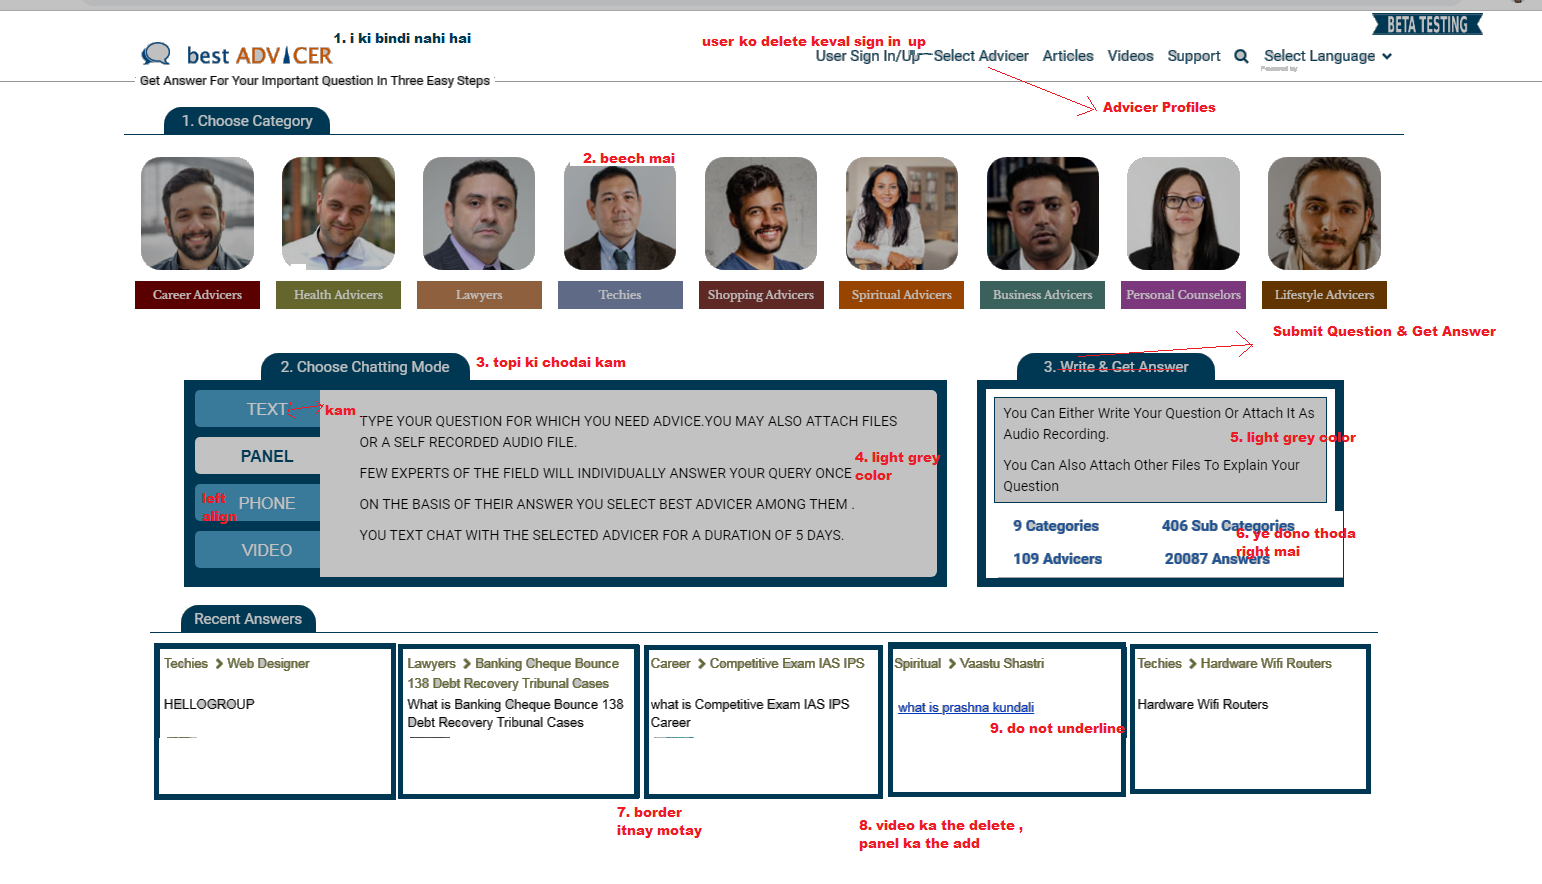 BETA TESTING
1. i ki bindi nahi hai
user ko delete keval sign in up
best ADVICER
User Sign In/Up Select Advicer Articles Videos Support Select Language
Powered by
Get Answer For Your Important Question In Three Easy Steps
Advicer Profiles
1. Choose Category
2. beech mai
Career Advicers Health Advicers Lawyers Techies Shopping Advicers Spiritual Advicers Business Advicers Personal Counselors Lifestyle Advicers
Submit Question & Get Answer
2. Choose Chatting Mode
3. topi ki chodai kam
3. Write & Get Answer
TEXT
kam
PANEL
left align
PHONE
VIDEO
TYPE YOUR QUESTION FOR WHICH YOU NEED ADVICE.YOU MAY ALSO ATTACH FILES
OR A SELF RECORDED AUDIO FILE.
FEW EXPERTS OF THE FIELD WILL INDIVIDUALLY ANSWER YOUR QUERY ONCE
ON THE BASIS OF THEIR ANSWER YOU SELECT BEST ADVICER AMONG THEM .
YOU TEXT CHAT WITH THE SELECTED ADVICER FOR A DURATION OF 5 DAYS.
4. light grey
color
You Can Either Write Your Question Or Attach It As
Audio Recording.
5. light grey color
You Can Also Attach Other Files To Explain Your
Question
9 Categories 406 Sub Categories
109 Advicers 20087 Answers
6. ye dono thoda
right mai
Recent Answers
Techies > Web Designer
HELLOGROUP
Lawyers > Banking Cheque Bounce
138 Debt Recovery Tribunal Cases
What is Banking Cheque Bounce 138
Debt Recovery Tribunal Cases
Career > Competitive Exam IAS IPS
what is Competitive Exam IAS IPS
Career
Spiritual > Vaastu Shastri
what is prashna kundali
9. do not underline
Techies > Hardware Wifi Routers
Hardware Wifi Routers
7. border
itnay motay
8. video ka the delete ,
panel ka the add